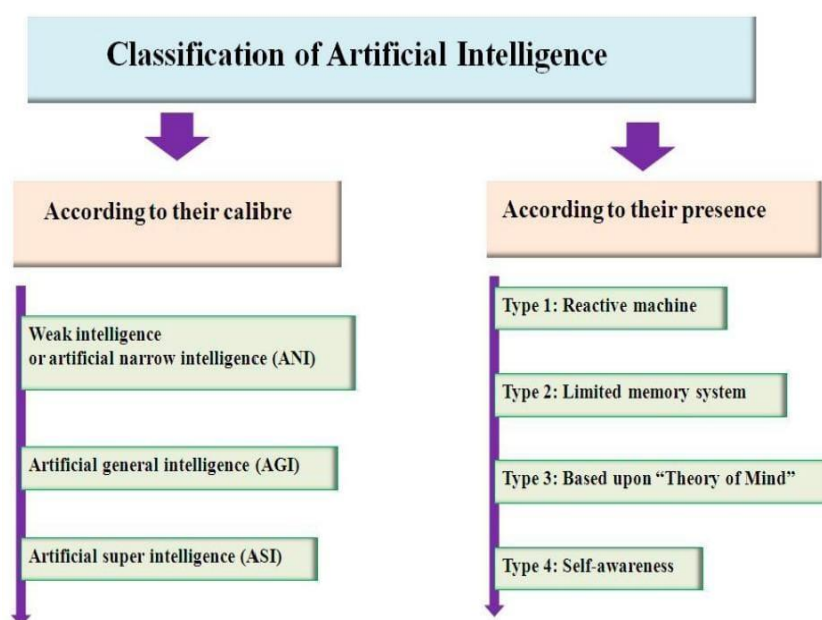 Classification of Artificial Intelligence
According to their calibre
Weak intelligence
or artificial narrow intelligence (ANI)
Artificial general intelligence (AGI)
Artificial super intelligence (ASI)
According to their presence
Type 1: Reactive machine
Type 2: Limited memory system
Type 3: Based upon “Theory of Mind”
Type 4: Self-awareness